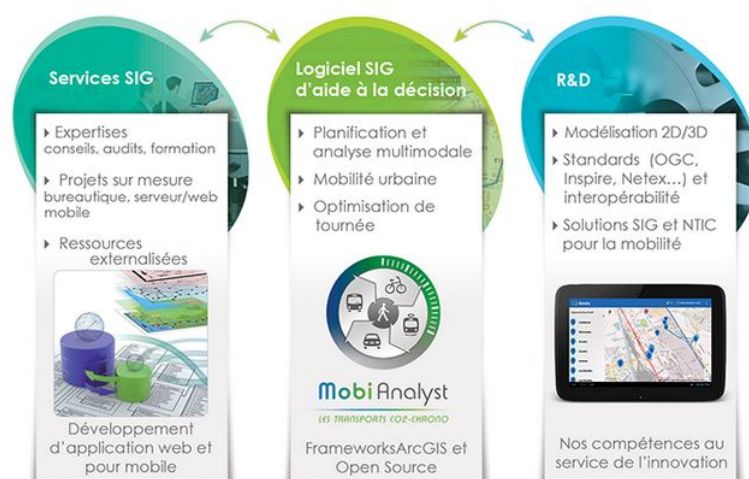 Services SIG
Expertises
conseils, audits, formation
Projets sur mesure
bureautique, serveur/web
mobile
Ressources
externalisées
Développement
d'application web et
pour mobile
Logiciel SIG
d'aide à la décision
Planification et
analyse multimodale
Mobilité urbaine
Optimisation de
tournée
MobiAnalyst
LES TRANSPORTS CO2-CHRONO
FrameworksArcGIS et
Open Source
R&D
Modélisation 2D/3D
Standards (OGC,
Inspire, Netex...) et
interopérabilité
Solutions SIG et NTIC
pour la mobilité
Nos compétences au
service de l'innovation